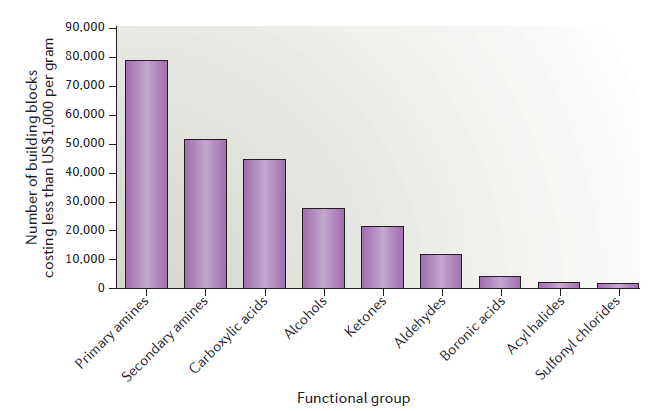 Number of building blocks
costing less than US$1,000 per gram
90,000
80,000
70,000
60,000
50,000
40,000
30,000
20,000
10,000
0
Primary amines
Secondary amines
Carboxylic acids
Alcohols
Ketones
Aldehydes
Boronic acids
Acyl halides
Sulfonyl chlorides
Functional group